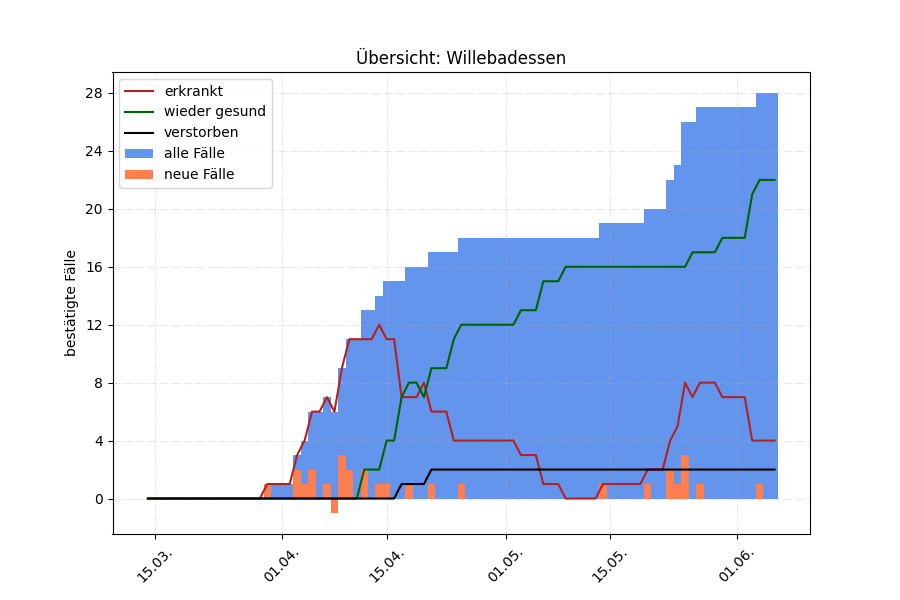 Übersicht: Willebadessen
erkrankt
wieder gesund
verstorben
alle Fälle
neue Fälle
bestätigte Fälle
28
24
20
16
12
8
4
0
15.03.
01.04.
15.04.
01.05.
15.05.
01.06.